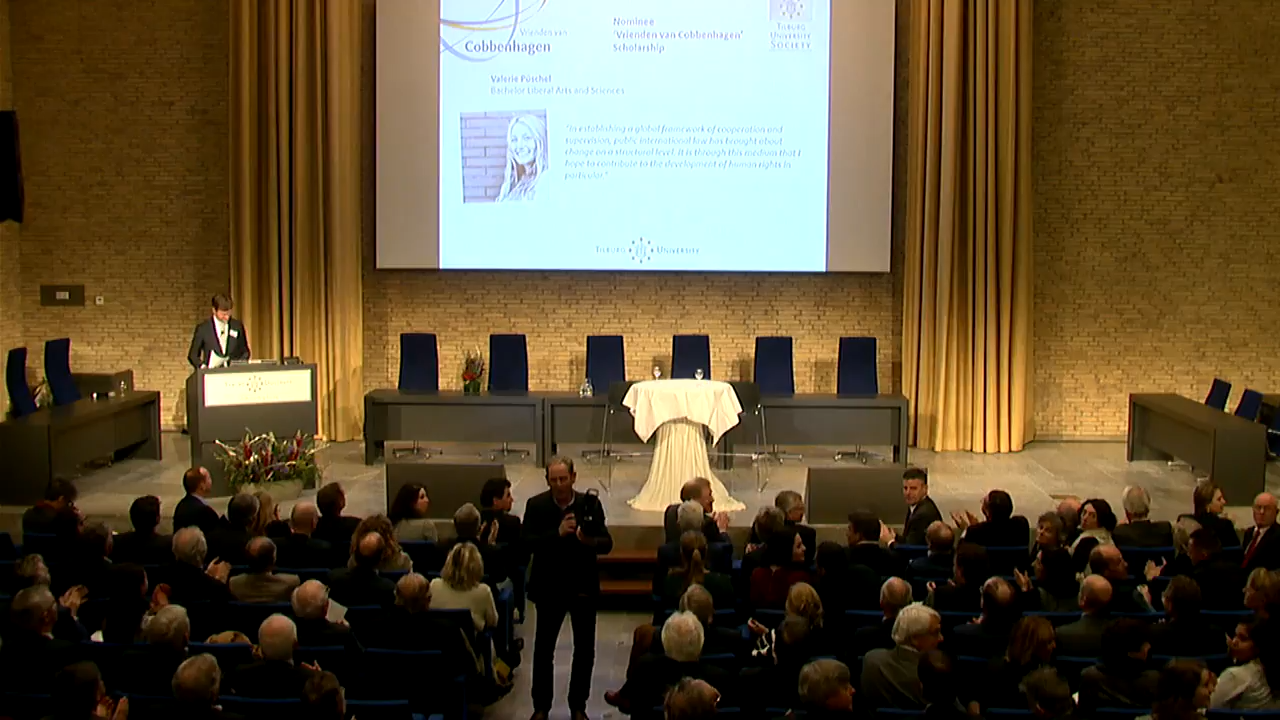 Vrienden van
Cobbenhagen
Nominee
'Vrienden van Cobbenhagen'
Scholarship
TILBURG
UNIVERSITY
SOCIETY
Valerie Püschel
Bachelor Liberal Arts and Sciences
"In establishing a global framework of cooperation and
supervision, public international law has brought about
change on a structural level. It is through this medium that I
hope to contribute to the development of human rights in
particular."
TILBURG UNIVERSITY
TILBURG UNIVERSITY